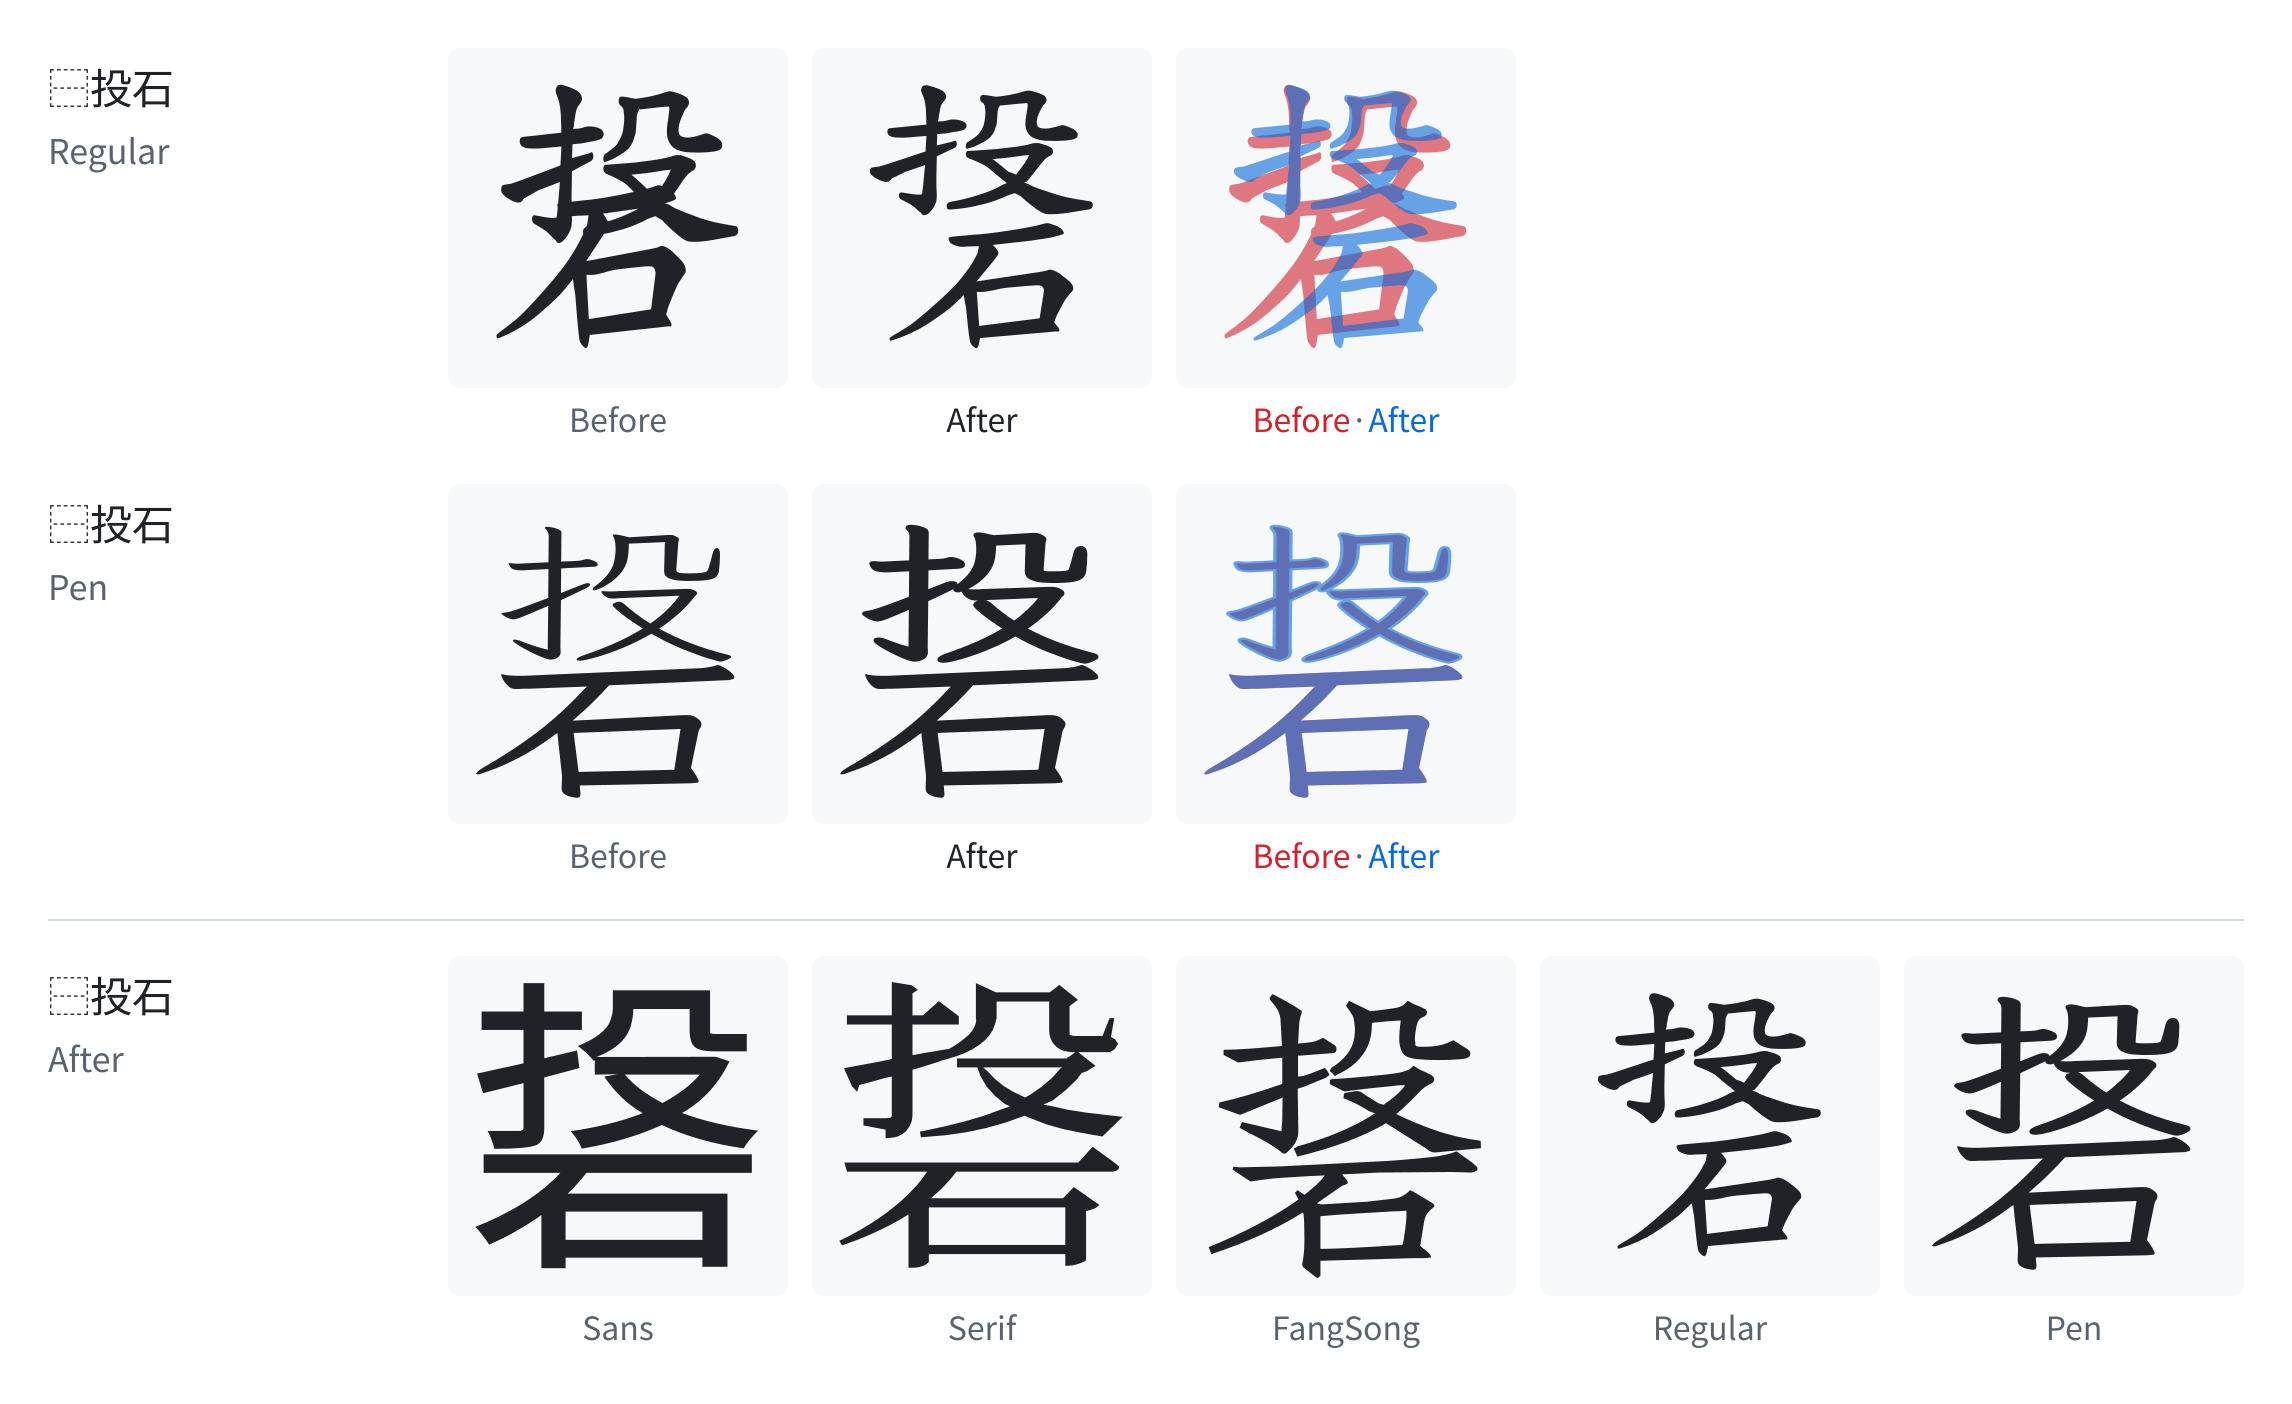 ⿱投石
Regular
Before
After
Before · After
⿱投石
Pen
Before
After
Before · After
⿱投石
After
Sans
Serif
FangSong
Regular
Pen